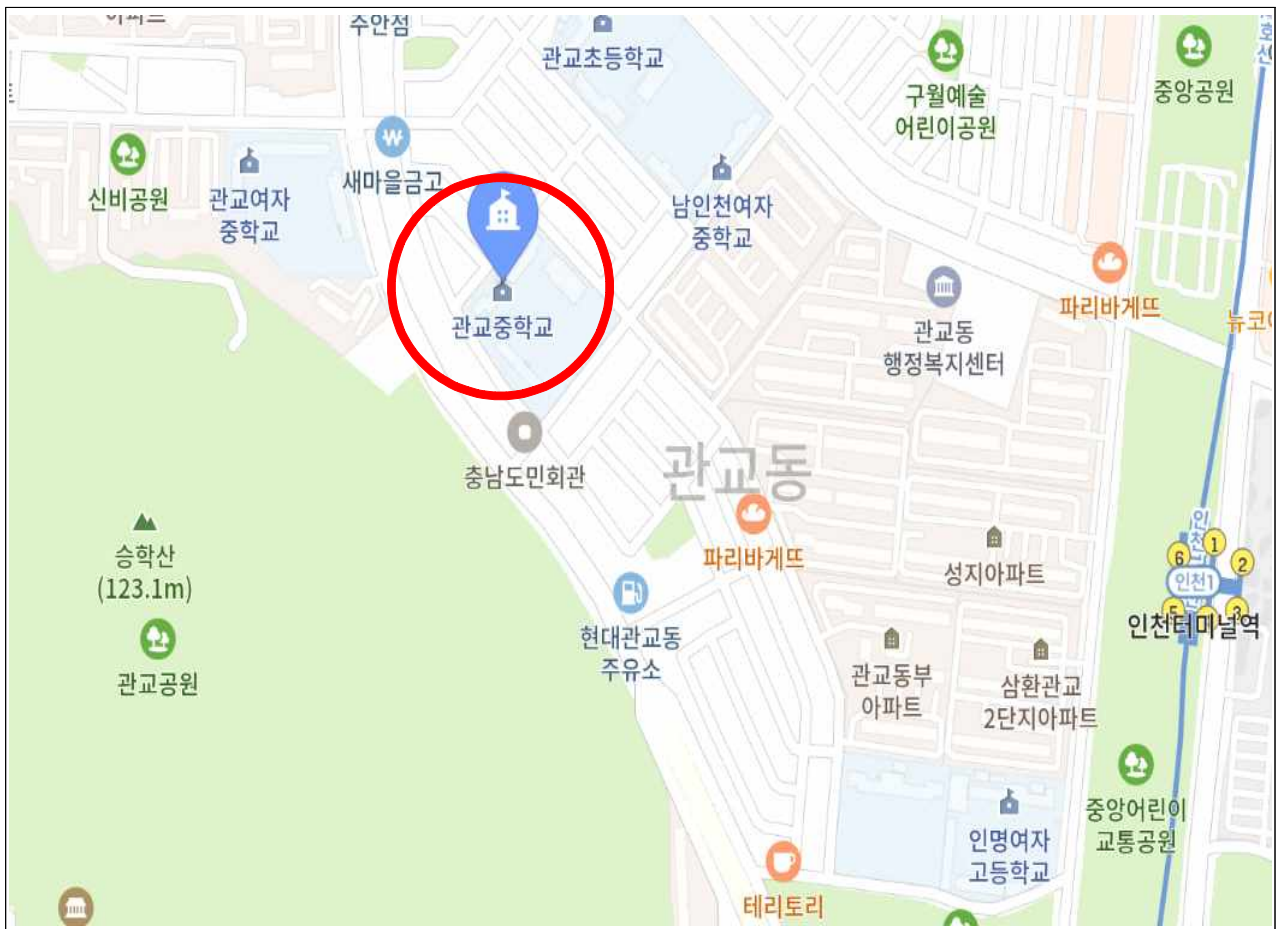 주안점
관교초등학교
구월예술
어린이공원
중앙공원
신비공원
관교여자
중학교
새마을금고
남인천여자
중학교
관교중학교
관교동
행정복지센터
파리바게뜨
뉴코
충남도민회관
관교동
파리바게뜨
승학산
(123.1m)
관교공원
현대관교동
주유소
성지아파트
관교동부
아파트
삼환관교
2단지아파트
6
1
2
인천1
5
3
인천터미널역
중앙어린이
교통공원
인명여자
고등학교
테리토리